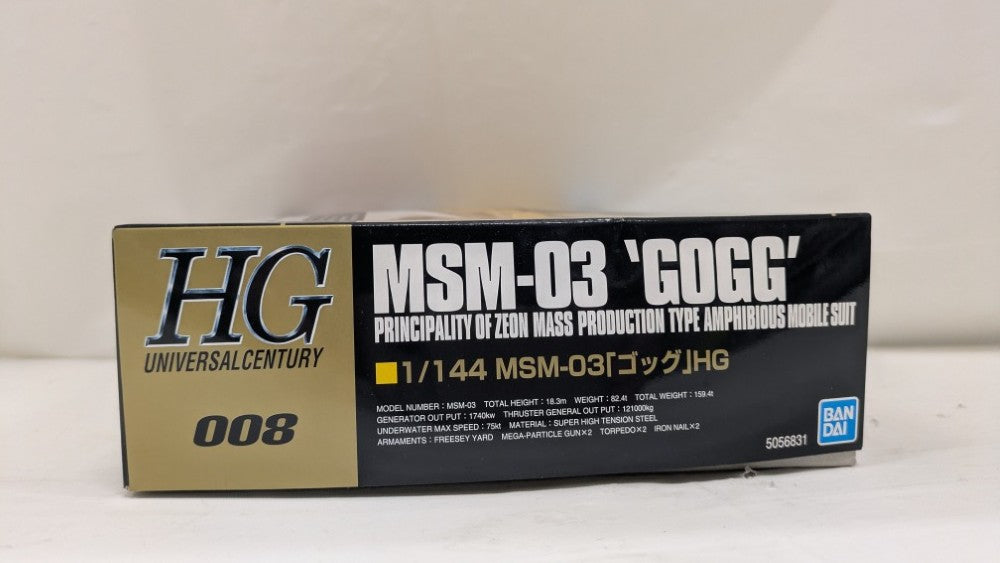 HG
UNIVERSAL CENTURY
008
MSM-03 'GOGG'
PRINCIPALITY OF ZEON MASS PRODUCTION TYPE AMPHIBIOUS MOBILE SUIT
1/144 MSM-03「ゴッグ」HG
MODEL NUMBER : MSM-03 TOTAL HEIGHT : 18.3m WEIGHT : 82.4t TOTAL WEIGHT : 159.4t
GENERATOR OUT PUT : 1740kw THRUSTER GENERAL OUT PUT : 121000kg
UNDERWATER MAX SPEED : 75kt MATERIAL : SUPER HIGH TENSION STEEL
ARMAMENTS : FREESEY YARD MEGA-PARTICLE GUN×2 TORPEDO×2 IRON NAIL×2
5056831
BAN
DAI